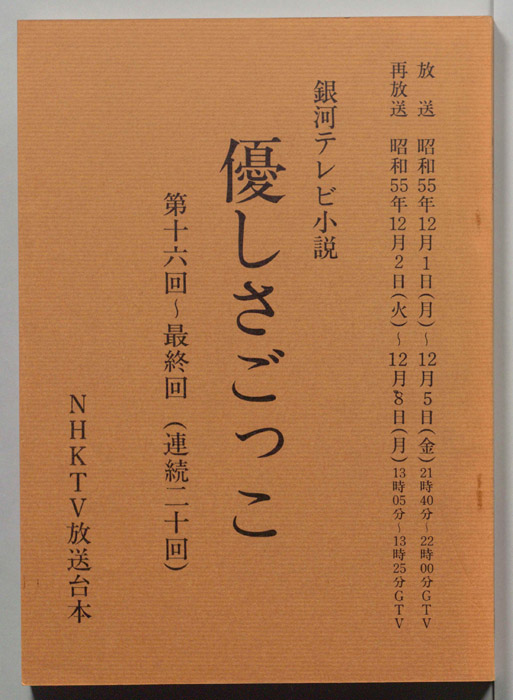 放　送　昭和55年12月1日(月)～12月5日(金)21時40分～22時00分GTV
再放送　昭和55年12月2日(火)～12月8日(月)13時05分～13時25分GTV
銀河テレビ小説
優しさごっこ
第十六回～最終回　(連続二十回)
NHKTV放送台本